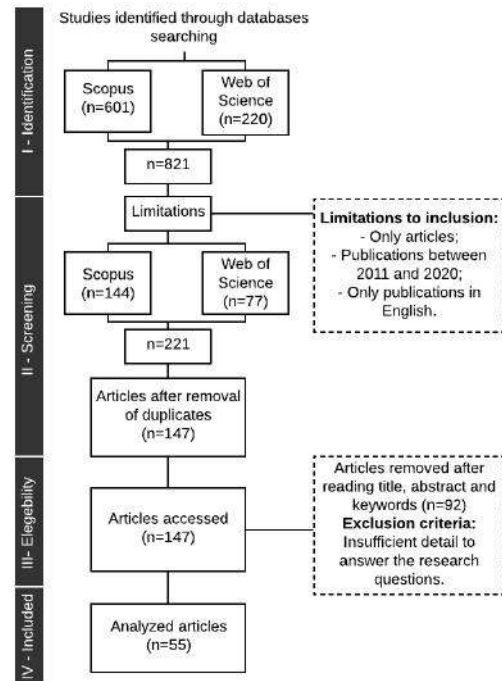 Studies identified through databases
searching
I - Identification
Scopus
(n=601)
Web of
Science
(n=220)
n=821
II - Screening
Limitations
Limitations to inclusion:
- Only articles;
- Publications between
2011 and 2020;
- Only publications in
English.
Scopus
(n=144)
Web of
Science
(n=77)
n=221
Articles after removal
of duplicates
(n=147)
III- Elegebility
Articles accessed
(n=147)
Articles removed after
reading title, abstract and
keywords (n=92)
Exclusion criteria:
Insufficient detail to
answer the research
questions.
IV - Included
Analyzed articles
(n=55)